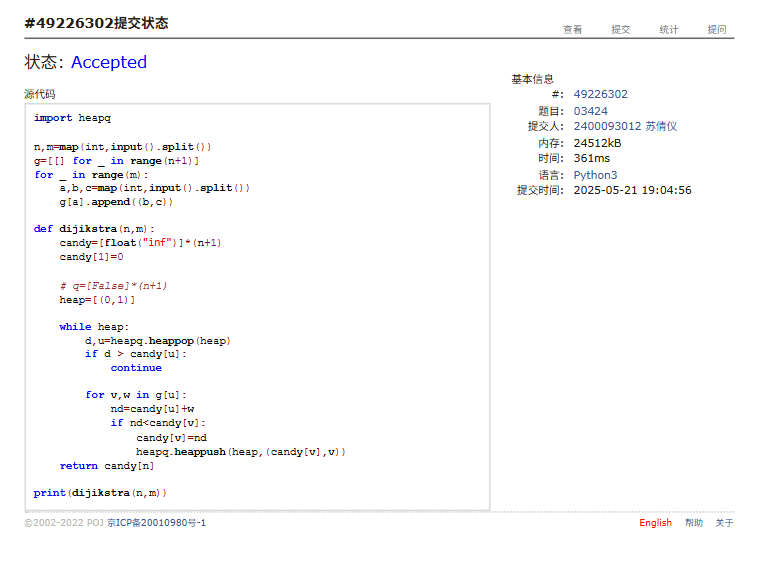 #49226302提交状态
查看 提交 统计 提问
状态: Accepted
源代码
import heapq
n,m=map(int,input().split())
g=[[] for _ in range(n+1)]
for _ in range(m):
    a,b,c=map(int,input().split())
    g[a].append((b,c))
def dijikstra(n,m):
    candy=[float("inf")]*(n+1)
    candy[1]=0
    # q=[False]*(n+1)
    heap=[(0,1)]
    while heap:
        d,u=heapq.heappop(heap)
        if d > candy[u]:
            continue
        for v,w in g[u]:
            nd=candy[u]+w
            if nd<candy[v]:
                candy[v]=nd
                heapq.heappush(heap,(candy[v],v))
    return candy[n]
print(dijikstra(n,m))
基本信息
#: 49226302
题目: 03424
提交人: 2400093012 苏倩仪
内存: 24512kB
时间: 361ms
语言: Python3
提交时间: 2025-05-21 19:04:56
©2002-2022 POJ 京ICP备20010980号-1
English 帮助 关于